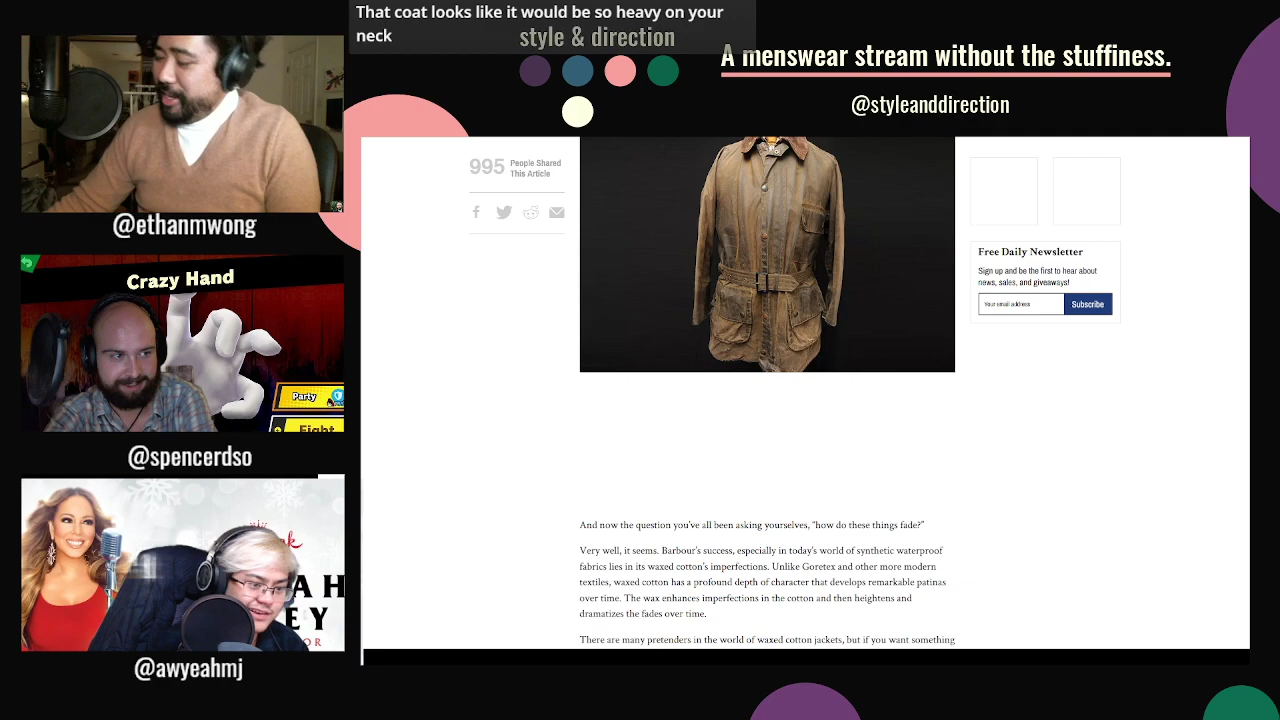 That coat looks like it would be so heavy on your
neck
style & direction
A menswear stream without the stuffiness.
@styleanddirection
@ethanmwong
Crazy Hand
Party
Fight
@spencerdso
@awyeahmj
995 People Shared
This Article
Free Daily Newsletter
Sign up and be the first to hear about
news, sales, and giveaways!
Your email address
Subscribe
And now the question you've all been asking yourselves, "how do these things fade?"
Very well, it seems. Barbour's success, especially in today's world of synthetic waterproof
fabrics lies in its waxed cotton's imperfections. Unlike Goretex and other more modern
textiles, waxed cotton has a profound depth of character that develops remarkable patinas
over time. The wax enhances imperfections in the cotton and then heightens and
dramatizes the fades over time.
There are many pretenders in the world of waxed cotton jackets, but if you want something